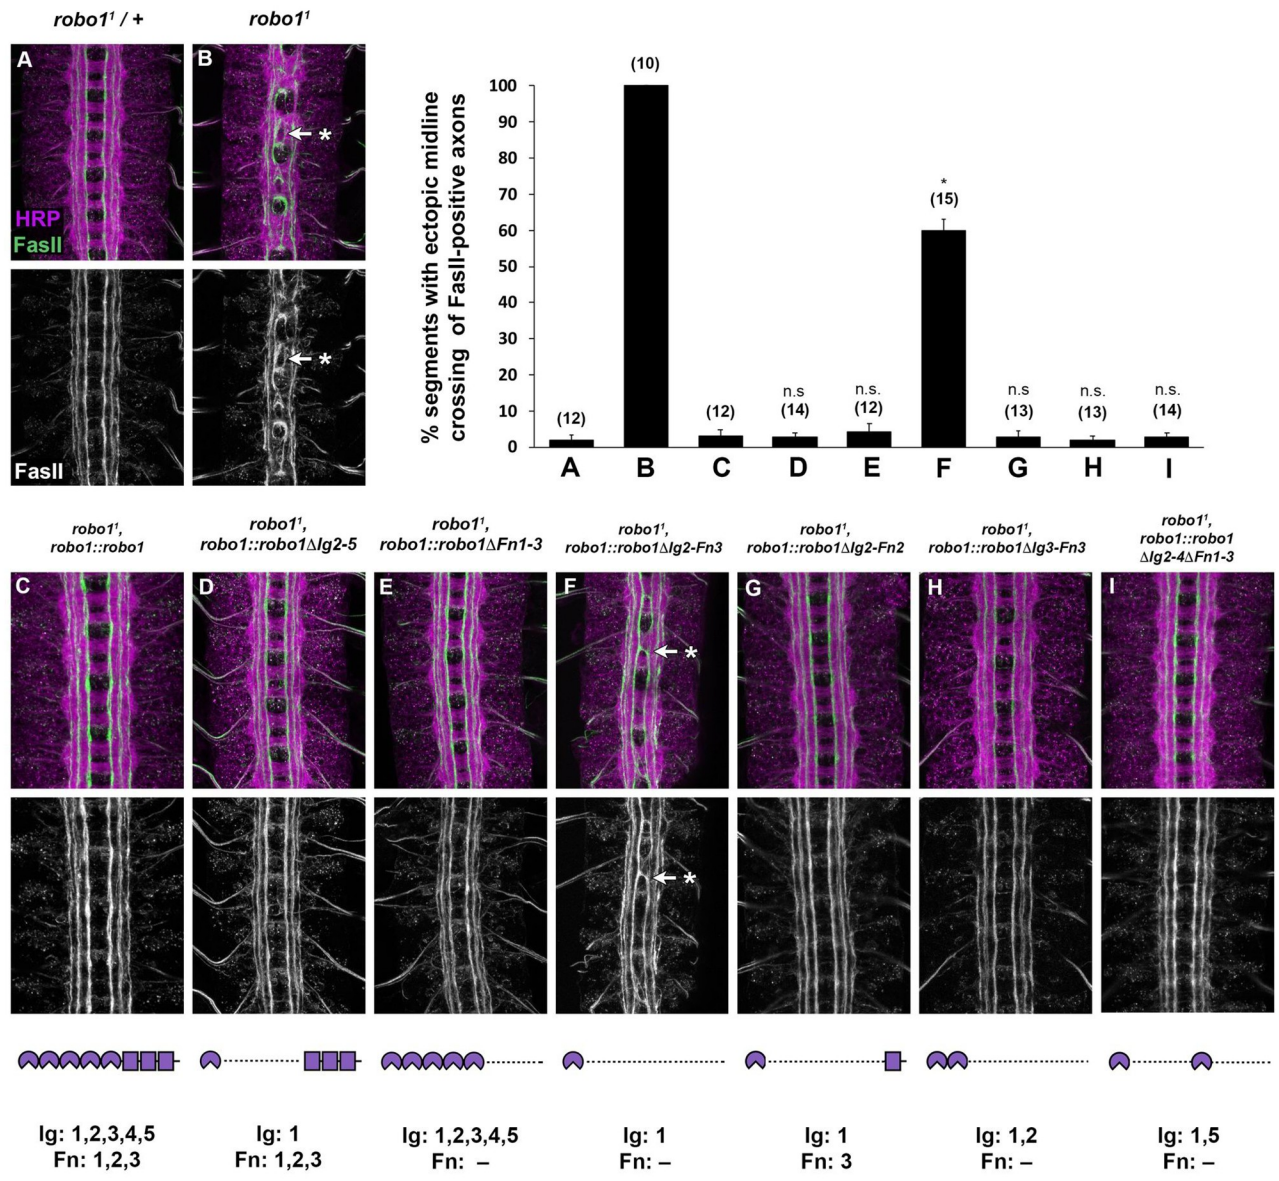 robo1¹ / +
robo1¹
A
HRP
FasII
B
*
FasII
*
% segments with ectopic midline
crossing of FasII-positive axons
100
90
80
70
60
50
40
30
20
10
0
(12)
(10)
(12)
n.s
(14)
n.s.
(12)
*
(15)
n.s
(13)
n.s.
(13)
n.s.
(14)
A B C D E F G H I
robo1¹,
robo1::robo1
robo1¹,
robo1::robo1ΔIg2-5
robo1¹,
robo1::robo1ΔFn1-3
robo1¹,
robo1::robo1ΔIg2-Fn3
robo1¹,
robo1::robo1ΔIg2-Fn2
robo1¹,
robo1::robo1ΔIg3-Fn3
robo1¹,
robo1::robo1
ΔIg2-4ΔFn1-3
C
D
E
F
*
G
H
I
*
Ig: 1,2,3,4,5
Fn: 1,2,3
Ig: 1
Fn: 1,2,3
Ig: 1,2,3,4,5
Fn: –
Ig: 1
Fn: –
Ig: 1
Fn: 3
Ig: 1,2
Fn: –
Ig: 1,5
Fn: –